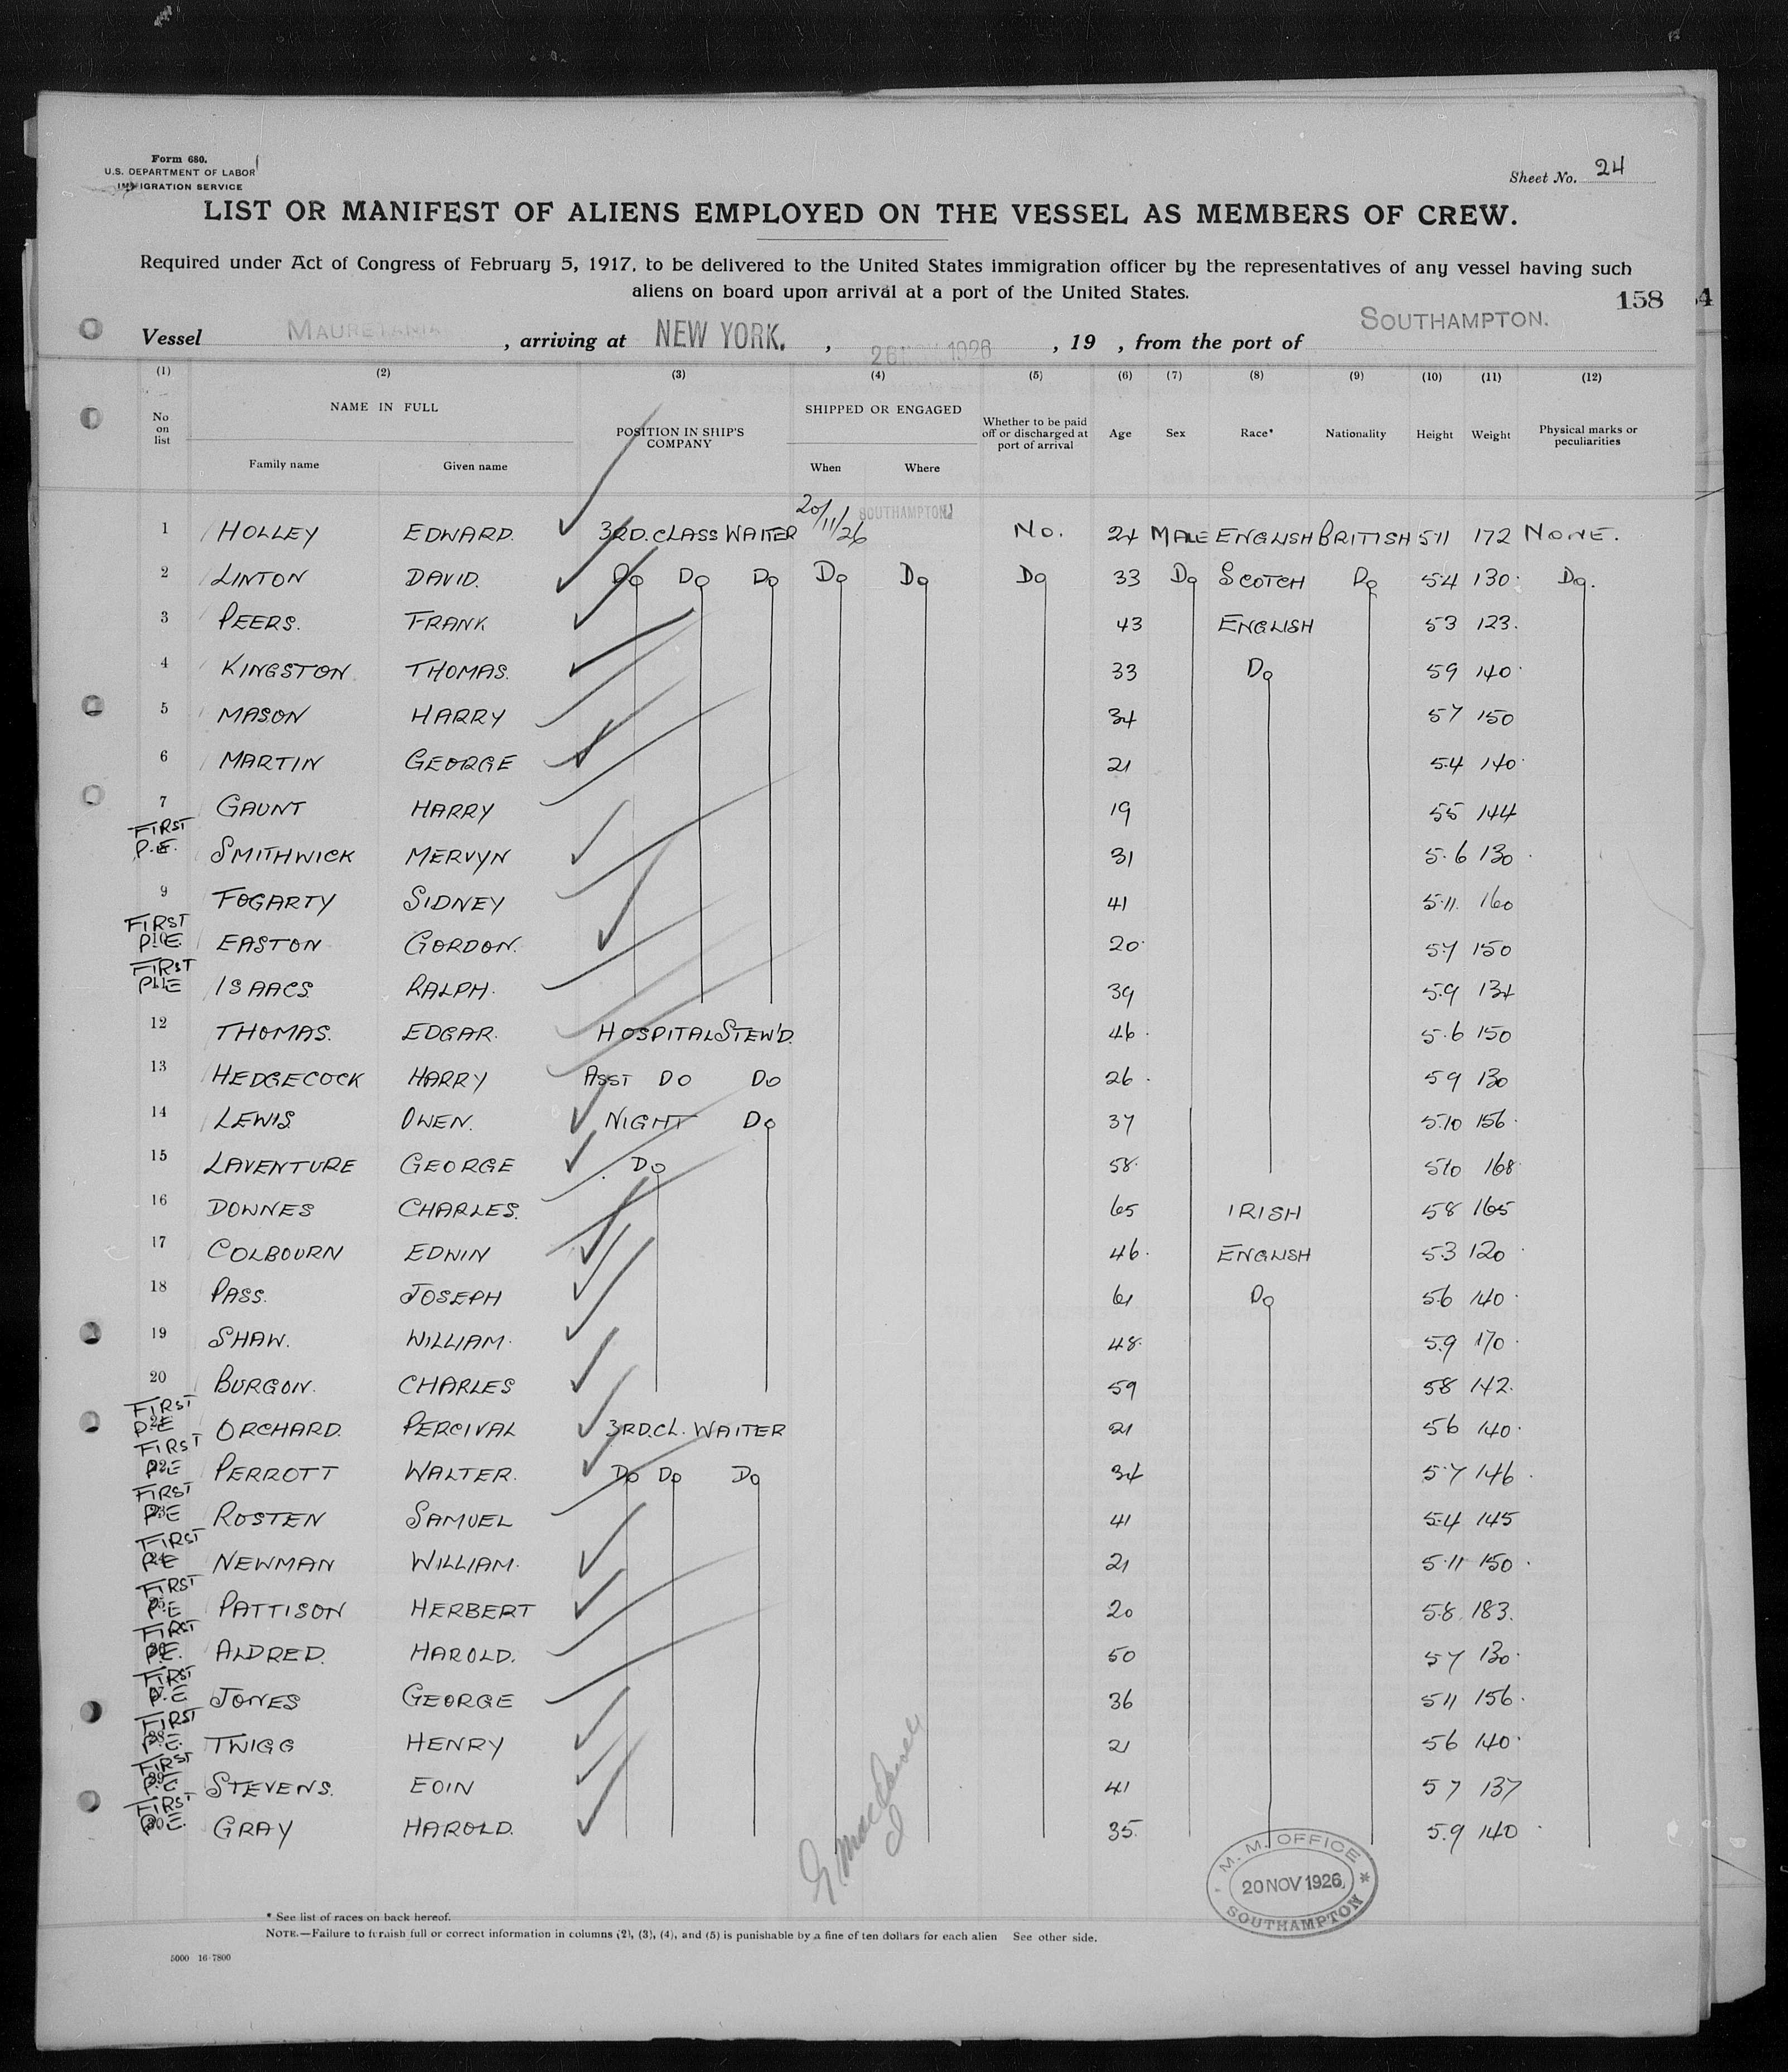 Form 680.
U.S. DEPARTMENT OF LABOR
IMMIGRATION SERVICE
Sheet No. 24
LIST OR MANIFEST OF ALIENS EMPLOYED ON THE VESSEL AS MEMBERS OF CREW.
Required under Act of Congress of February 5, 1917, to be delivered to the United States immigration officer by the representatives of any vessel having such
aliens on board upon arrival at a port of the United States.
158
Vessel MAURETANIA, arriving at NEW YORK., 26 NOV 1926, 19 , from the port of SOUTHAMPTON.
(1) (2) (3) (4) (5) (6) (7) (8) (9) (10) (11) (12)
No on list NAME IN FULL POSITION IN SHIP'S COMPANY SHIPPED OR ENGAGED Whether to be paid off or discharged at port of arrival Age Sex Race* Nationality Height Weight Physical marks or peculiarities
Family name Given name When Where
1 HOLLEY EDWARD. 3RD. CLASS WAITER 20/11/26 SOUTHAMPTON No. 24 MALE ENGLISH BRITISH 511 172 NONE.
2 LINTON DAVID. Do Do Do Do Do Do 33 Do SCOTCH Do 54 130 Do.
3 PEERS. FRANK 43 ENGLISH 53 123.
4 KINGSTON THOMAS. 33 Do 59 140
5 MASON HARRY 34 57 150
6 MARTIN GEORGE 21 5.4 140
7 GAUNT HARRY 19 55 144
FIRST
P.E. SMITHWICK MERVYN 31 5.6 130
9 FOGARTY SIDNEY 41 5.11. 160
FIRST
P.E. EASTON GORDON. 20 5.7 150
FIRST
P.E ISAACS RALPH. 39 5.9 134
12 THOMAS. EDGAR. HOSPITAL STEW'D. 46 5.6 150
13 HEDGECOCK HARRY ASST DO Do 26 59 130
14 LEWIS OWEN. NIGHT Do 37 5.10 156
15 LAVENTURE GEORGE Do 58 510 168
16 DOWNES CHARLES. 65 IRISH 58 165
17 COLBOURN EDWIN 46 ENGLISH 5.3 120
18 PASS. JOSEPH 61 Do 56 140
19 SHAW. WILLIAM. 48 5.9 170
20 BURGON. CHARLES 59 58 142.
FIRST
P.E ORCHARD. PERCIVAL 3RD. CL. WAITER 21 56 140
FIRST
P.E PERROTT WALTER. Do Do Do 34 5.7 146
FIRST
P.E ROSTEN SAMUEL 41 5.4 145
FIRST
P.E NEWMAN WILLIAM. 21 5.11 150
FIRST
P.E PATTISON HERBERT 20 5.8. 183.
FIRST
P.E. ALDRED. HAROLD. 50 57 130
FIRST
P.E JONES GEORGE 36 511 156
FIRST
P.E. TWIGG HENRY 21 56 140
FIRST
P.E. STEVENS. EOIN 41 57 137
FIRST
P.E. GRAY HAROLD. 35. 5.9 140
M. M. OFFICE
20 NOV 1926
SOUTHAMPTON
* See list of races on back hereof.
NOTE.—Failure to furnish full or correct information in columns (2), (3), (4), and (5) is punishable by a fine of ten dollars for each alien See other side.
5000 16-7800